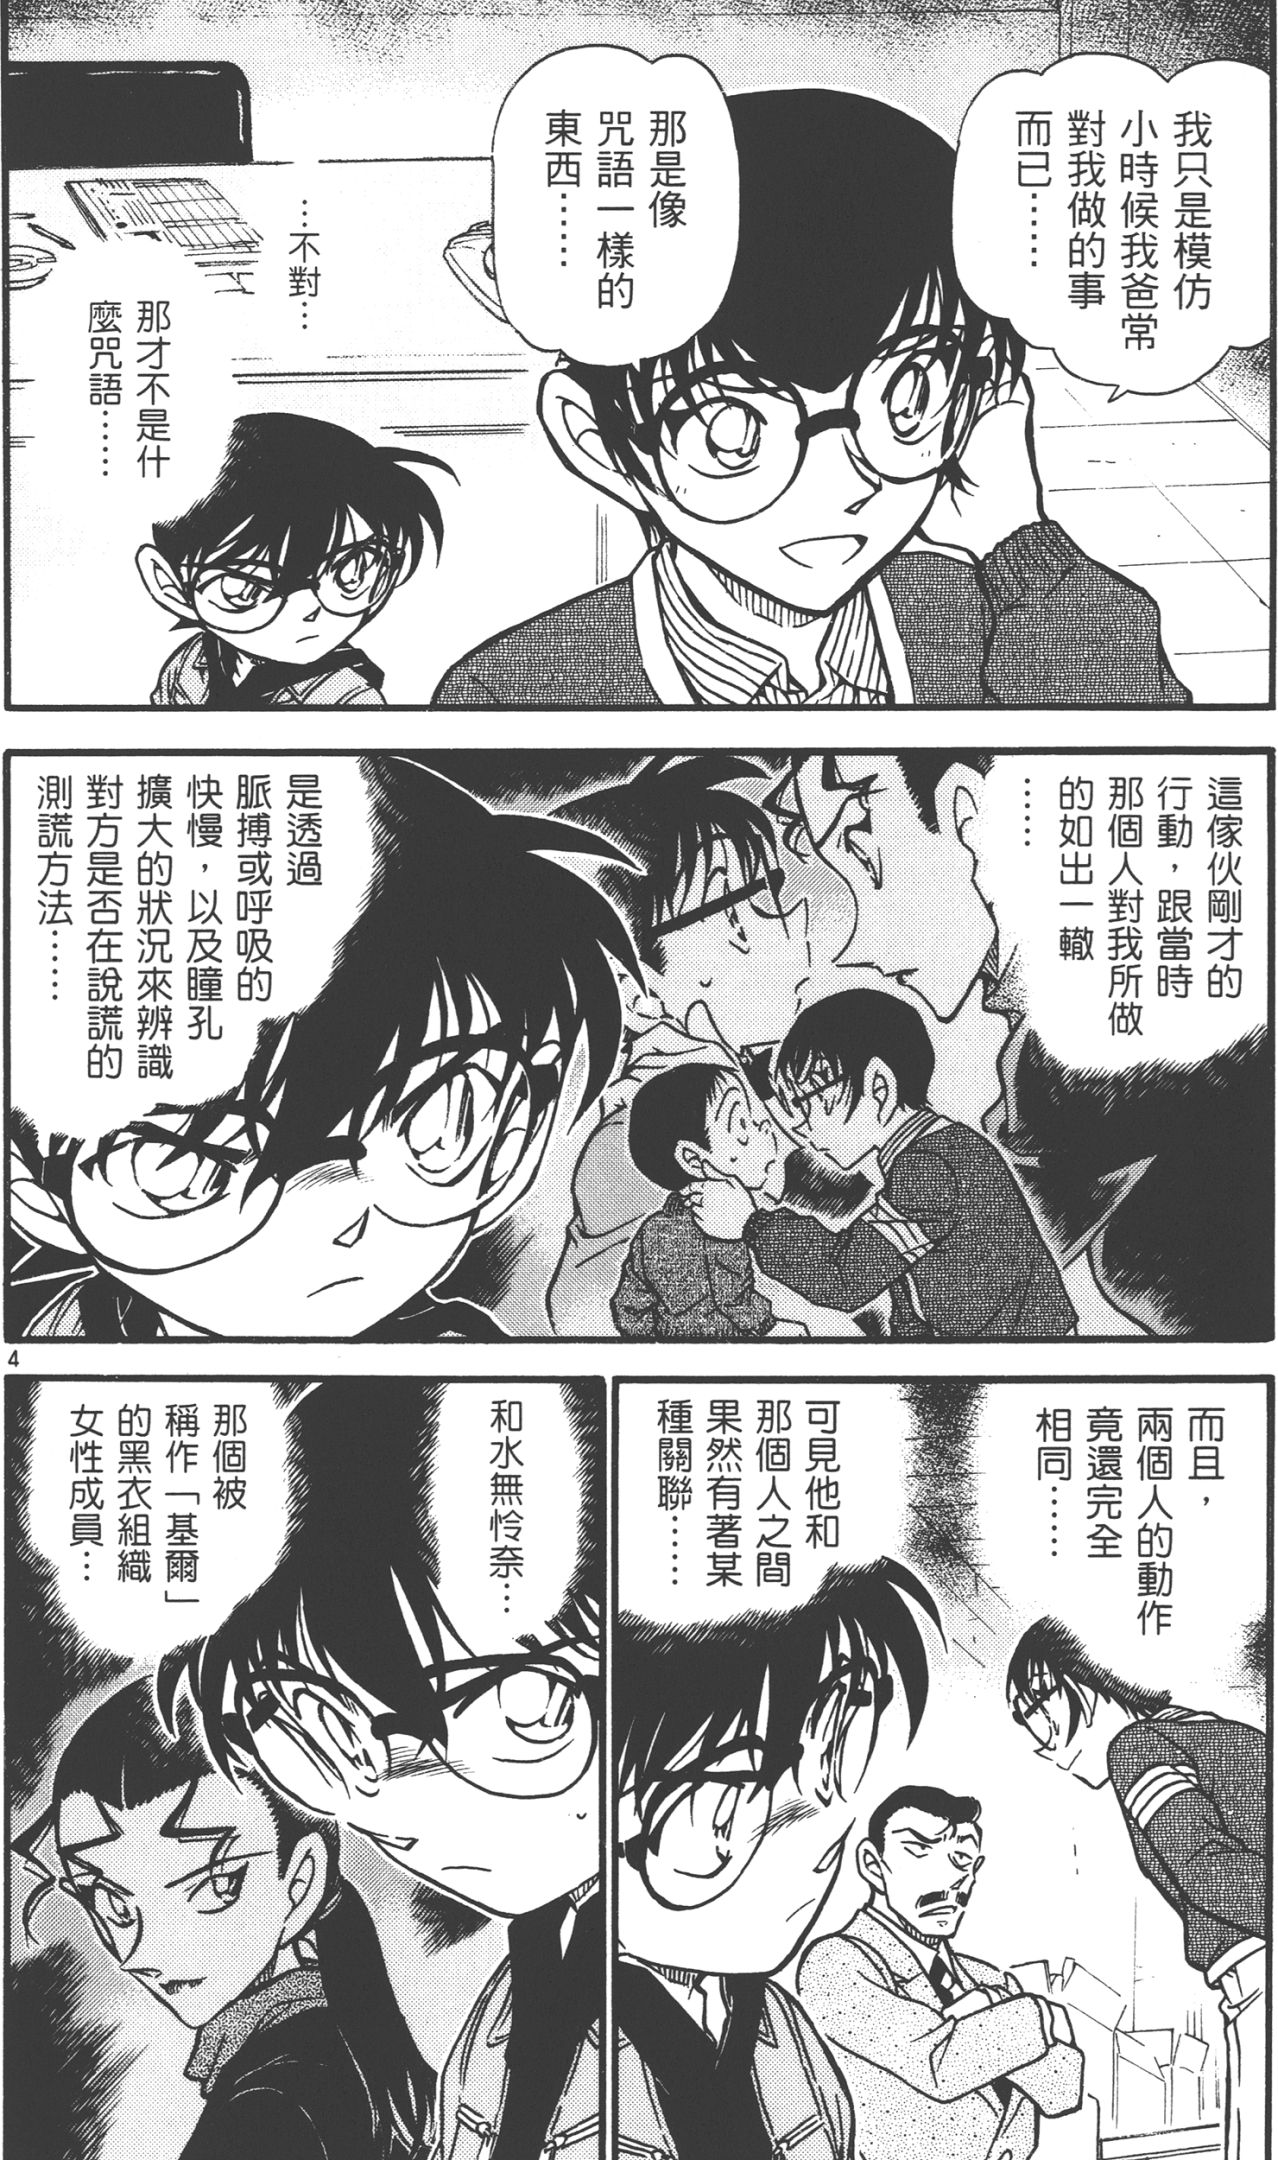 我只是模仿
小時候我爸常
對我做的事
而已……
那是像
咒語一樣的
東西……
…不對…
那才不是什
麼咒語……
這傢伙剛才的
行動，跟當時
那個人對我所做
的如出一轍
……
是透過
脈搏或呼吸的
快慢，以及瞳孔
擴大的狀況來辨識
對方是否在說謊的
測謊方法……
4
而且，
兩個人的動作
竟還完全
相同……
可見他和
那個人之間
果然有著某
種關聯……
和水無怜奈…
那個被
稱作「基爾」
的黑衣組織
女性成員…